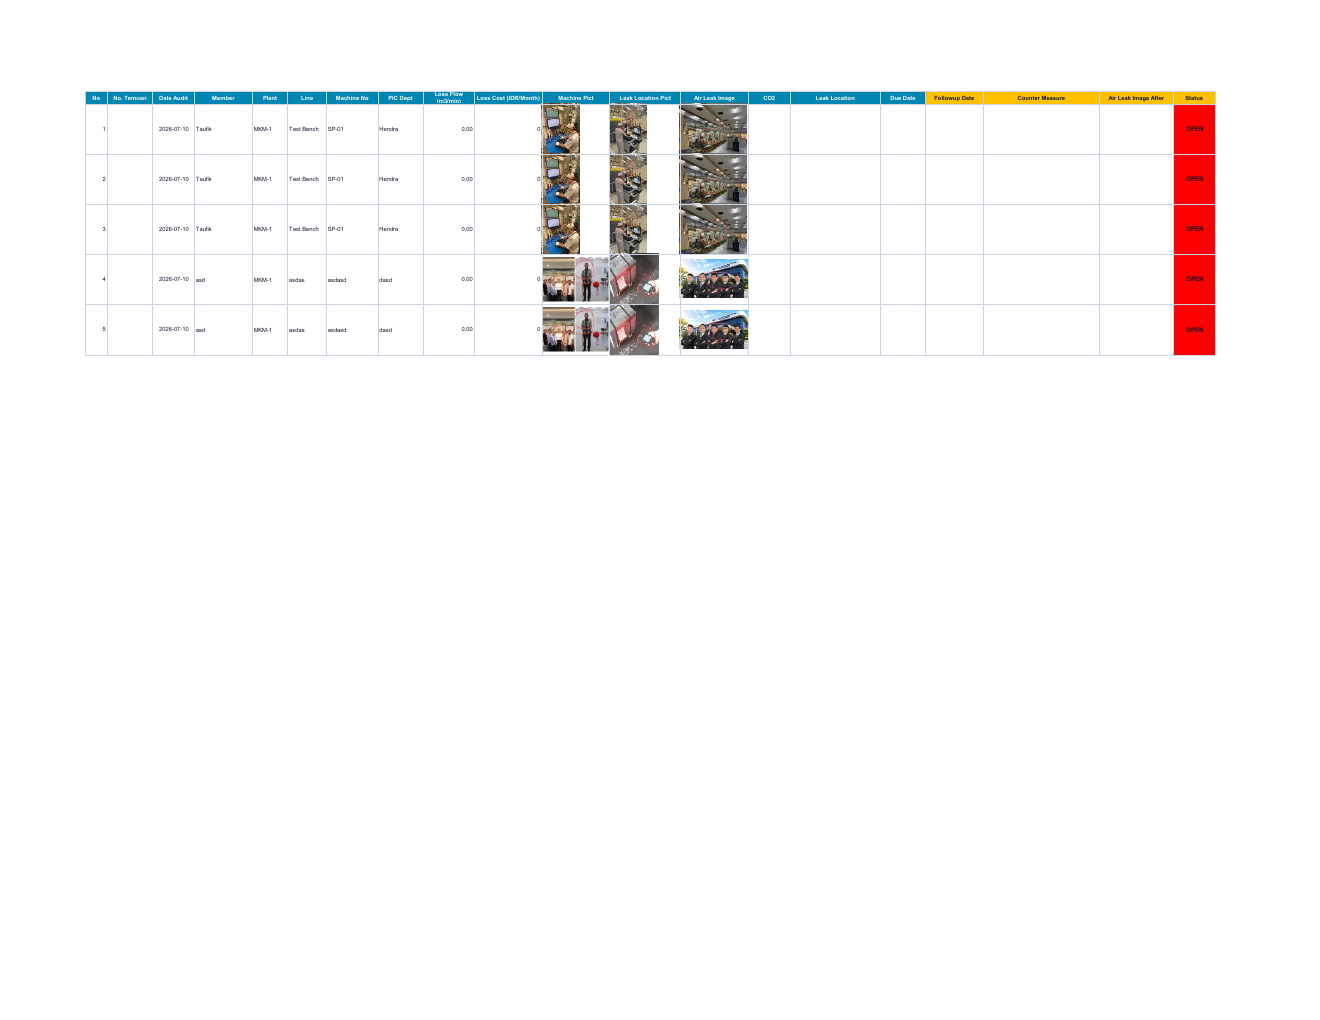 No No. Temuan Date Audit Member Plant Line Machine No PIC Dept Loss Flow (m3/min) Loss Cost (IDR/Month) Machine Pict Leak Location Pict Air Leak Image CO2 Leak Location Due Date Followup Date Counter Measure Air Leak Image After Status
1 2026-07-10 Taufik MKM-1 Test Bench SP-01 Hendra 0,00 0 OPEN
2 2026-07-10 Taufik MKM-1 Test Bench SP-01 Hendra 0,00 0 OPEN
3 2026-07-10 Taufik MKM-1 Test Bench SP-01 Hendra 0,00 0 OPEN
4 2026-07-10 asd MKM-1 asdas asdasd dasd 0,00 0 OPEN
5 2026-07-10 asd MKM-1 asdas asdasd dasd 0,00 0 OPEN